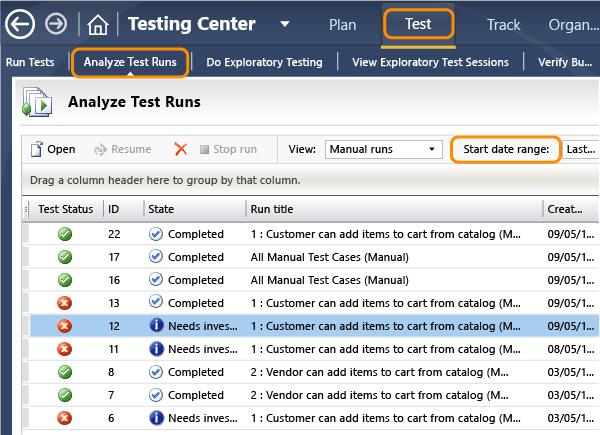 Testing Center Plan Test Track Organ...
Run Tests Analyze Test Runs Do Exploratory Testing View Exploratory Test Sessions Verify Bu...
Analyze Test Runs
Open Resume Stop run View: Manual runs Start date range: Last...
Drag a column header here to group by that column.
Test Status ID State Run title Creat...
22 Completed 1 : Customer can add items to cart from catalog (M... 09/05/1...
17 Completed All Manual Test Cases (Manual) 09/05/1...
16 Completed All Manual Test Cases (Manual) 09/05/1...
13 Completed 1 : Customer can add items to cart from catalog (M... 09/05/1...
12 Needs inves... 1 : Customer can add items to cart from catalog (M... 09/05/1...
11 Needs inves... 1 : Customer can add items to cart from catalog (M... 08/05/1...
8 Completed 2 : Vendor can add items to cart from catalog (M... 03/05/1...
7 Completed 2 : Vendor can add items to cart from catalog (M... 03/05/1...
6 Needs inves... 1 : Customer can add items to cart from catalog (M... 03/05/1...